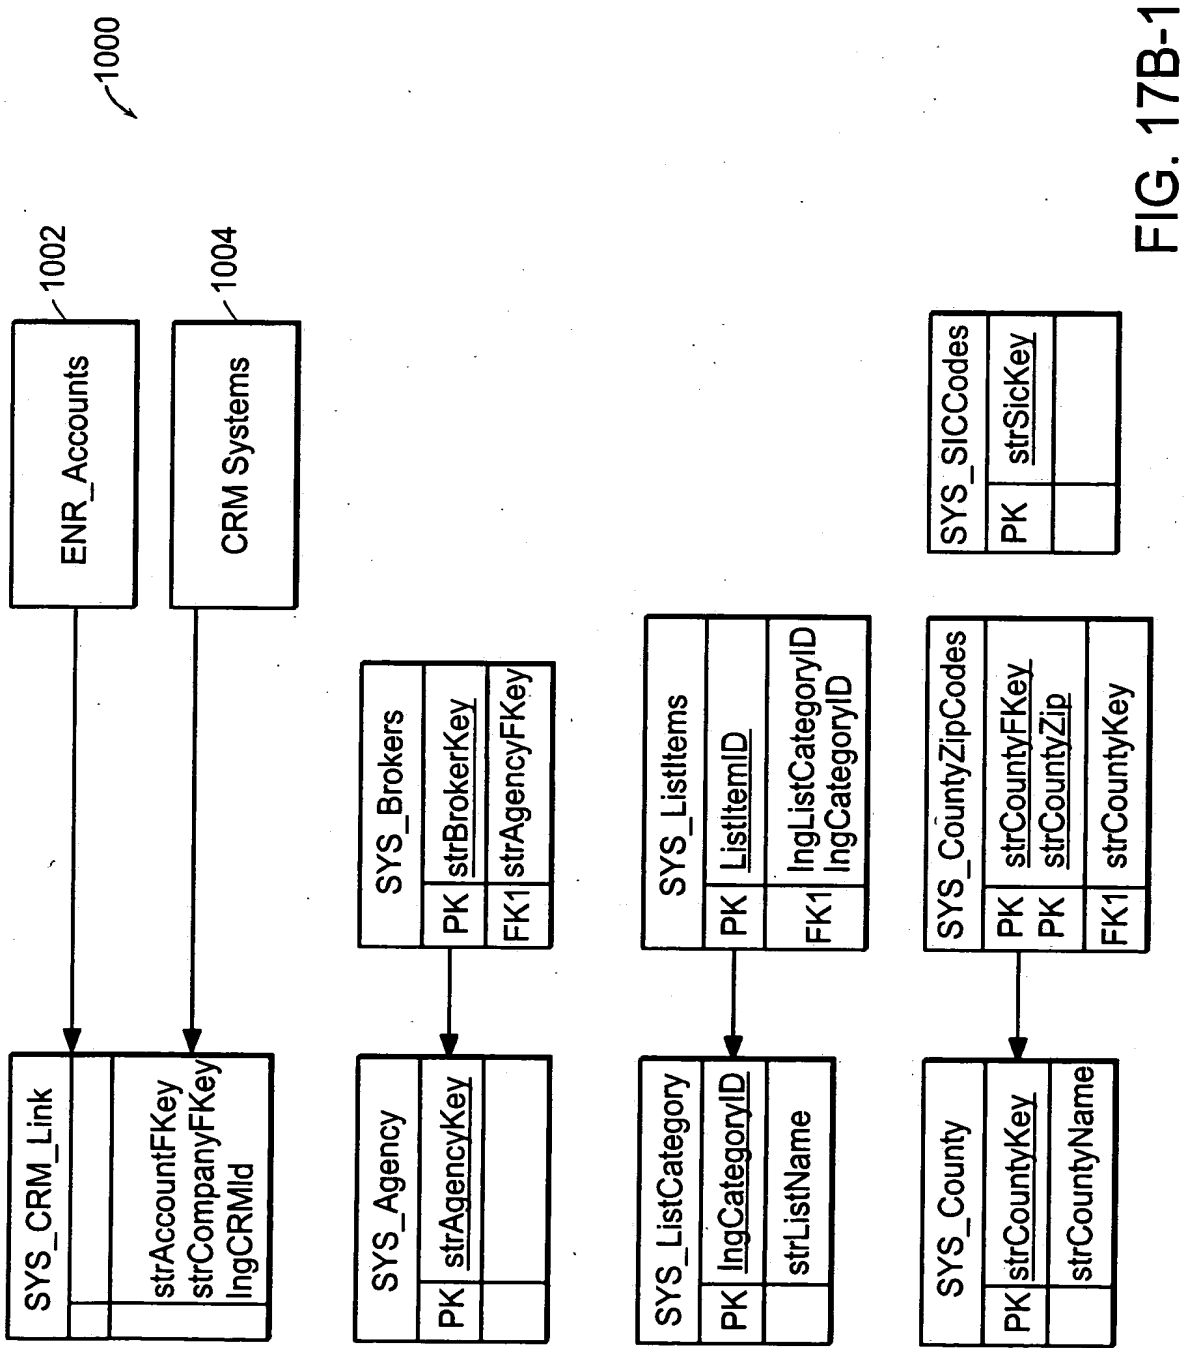 1000
SYS_CRM_Link
strAccountFKey
strCompanyFKey
lngCRMId
ENR_Accounts
1002
CRM Systems
1004
SYS_Agency
PK strAgencyKey
SYS_Brokers
PK strBrokerKey
FK1 strAgencyFKey
SYS_ListCategory
PK lngCategoryID
strListName
SYS_ListItems
PK ListItemID
FK1 lngListCategoryID
lngCategoryID
SYS_County
PK strCountyKey
strCountyName
SYS_CountyZipCodes
PK strCountyFKey
PK strCountyZip
FK1 strCountyKey
SYS_SICCodes
PK strSicKey
FIG. 17B-1